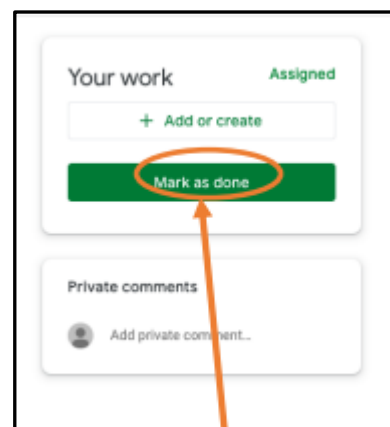 Your work Assigned
+ Add or create
Mark as done
Private comments
Add private comment...